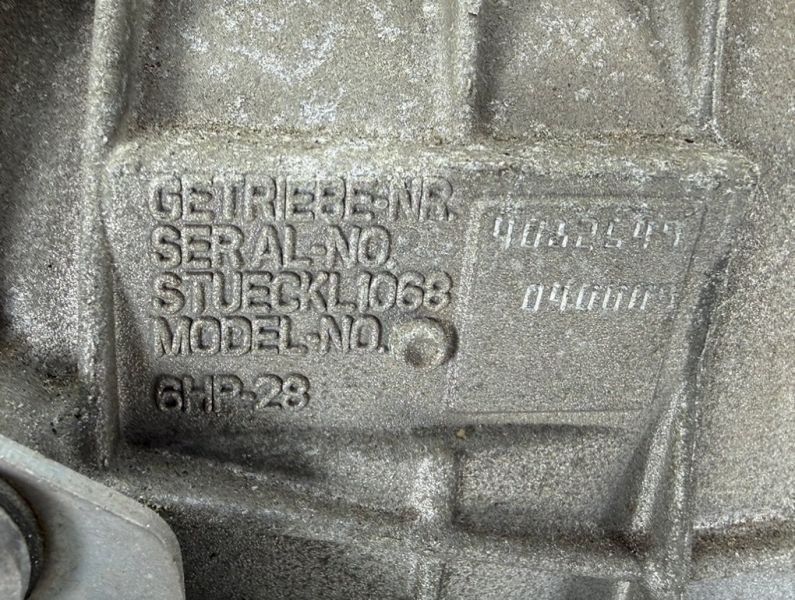 GETRIEBE-NR.
SERIAL-NO.
STUECKL.1068
MODEL-NO.
6HP-28